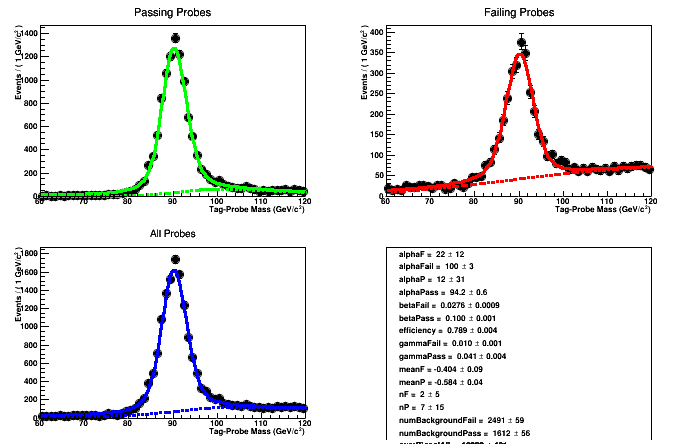 Passing Probes
Events / ( 1 GeV/c² )
1400
1200
1000
800
600
400
200
0
60 70 80 90 100 110 120
Tag-Probe Mass (GeV/c²)
Failing Probes
Events / ( 1 GeV/c² )
400
350
300
250
200
150
100
50
0
60 70 80 90 100 110 120
Tag-Probe Mass (GeV/c²)
All Probes
Events / ( 1 GeV/c² )
1800
1600
1400
1200
1000
800
600
400
200
0
60 70 80 90 100 110 120
Tag-Probe Mass (GeV/c²)
alphaF = 22 ± 12
alphaFail = 100 ± 3
alphaP = 12 ± 31
alphaPass = 94.2 ± 0.6
betaFail = 0.0276 ± 0.0009
betaPass = 0.100 ± 0.001
efficiency = 0.789 ± 0.004
gammaFail = 0.010 ± 0.001
gammaPass = 0.041 ± 0.004
meanF = -0.404 ± 0.09
meanP = -0.584 ± 0.04
nF = 2 ± 5
nP = 7 ± 15
numBackgroundFail = 2491 ± 59
numBackgroundPass = 1612 ± 56